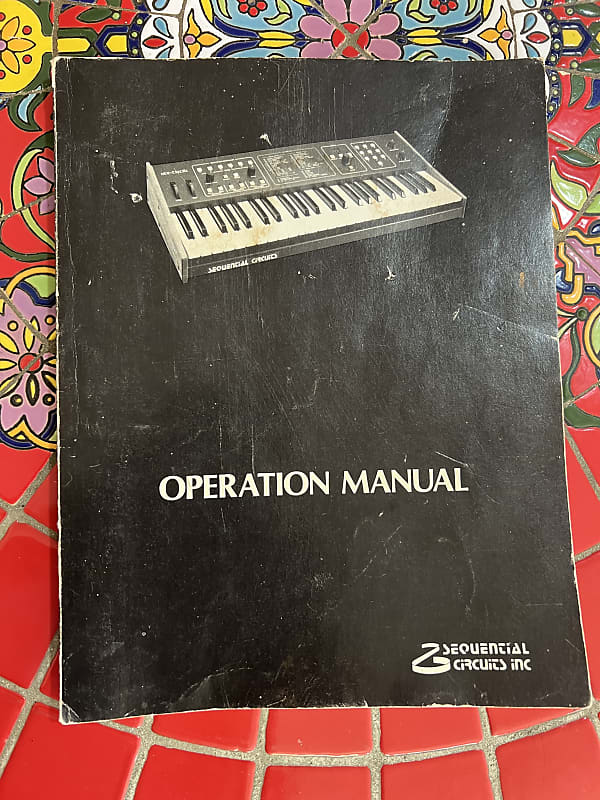 SEQUENTIAL CIRCUITS
OPERATION MANUAL
SEQUENTIAL
CIRCUITS INC